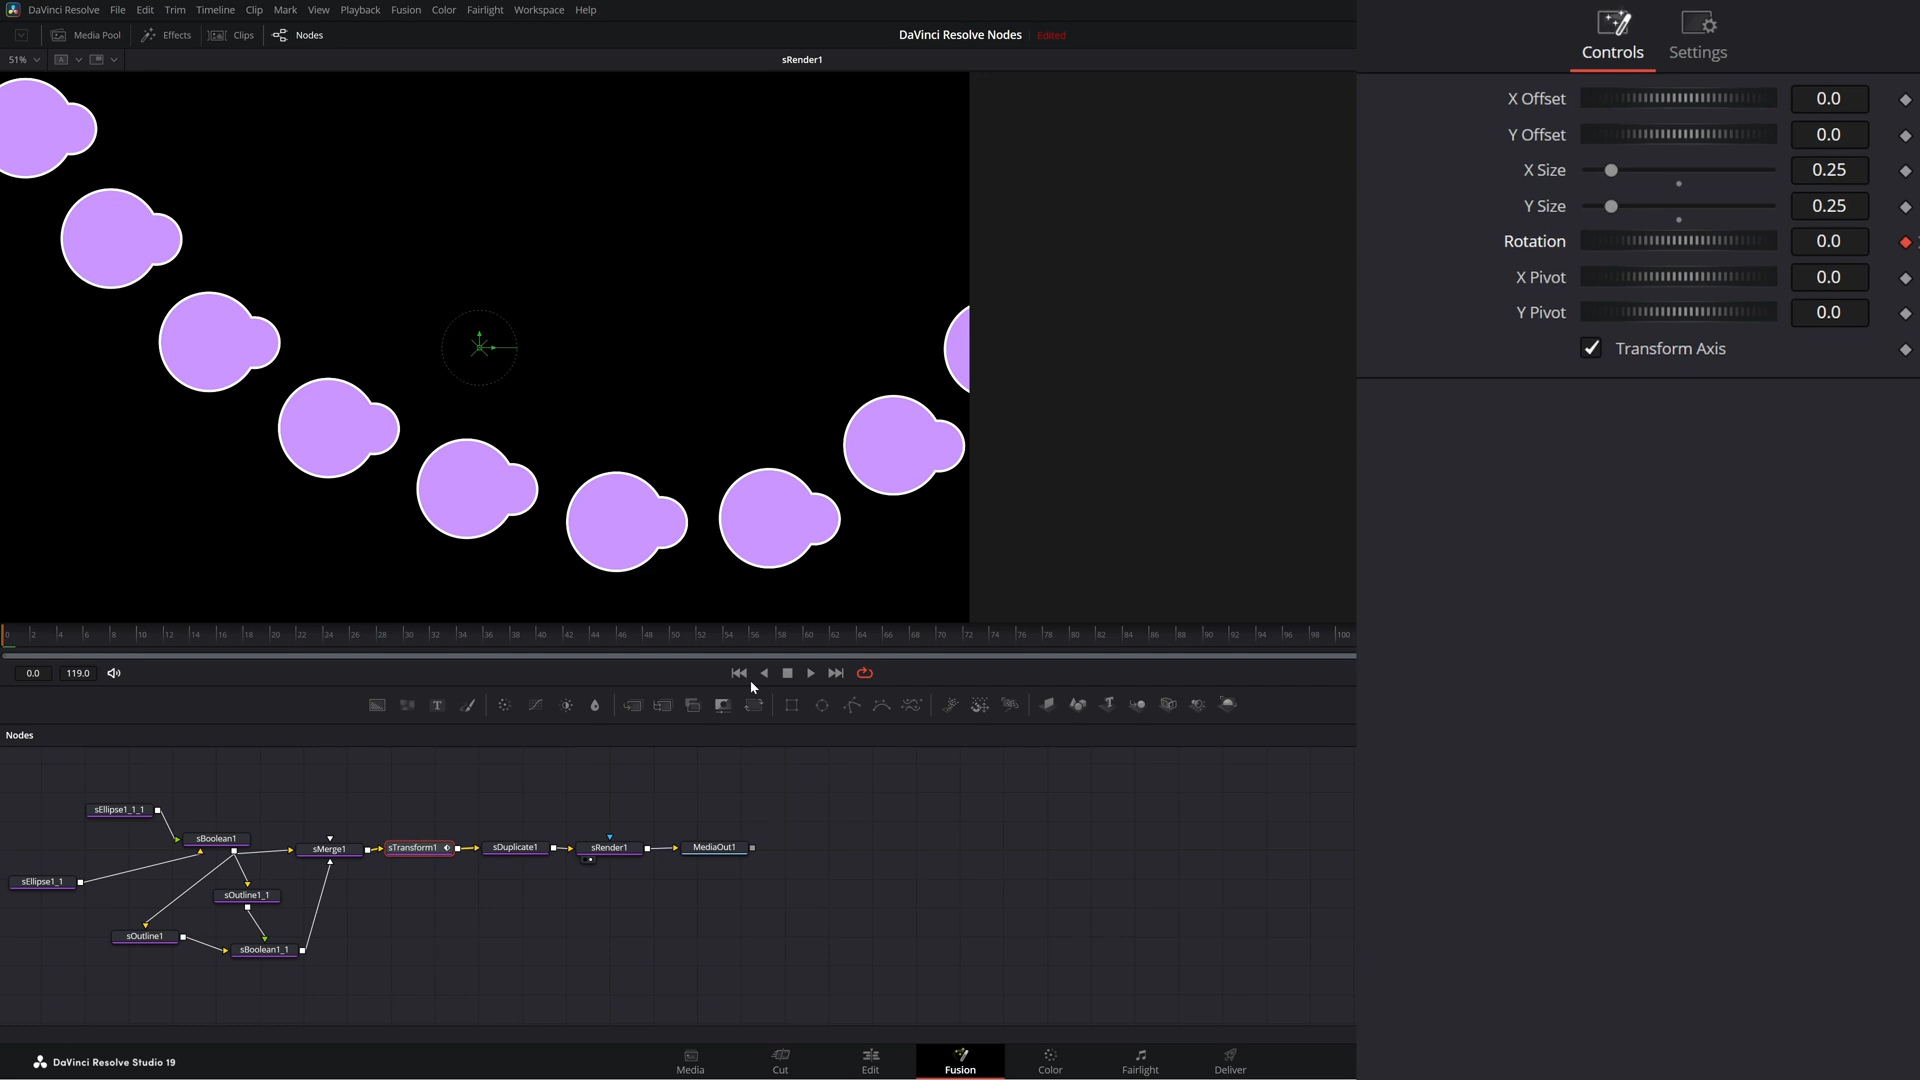 DaVinci Resolve File Edit Trim Timeline Clip Mark View Playback Fusion Color Fairlight Workspace Help
Media Pool Effects Clips Nodes DaVinci Resolve Nodes Edited
51% A sRender1
Controls Settings
X Offset 0.0
Y Offset 0.0
X Size 0.25
Y Size 0.25
Rotation 0.0
X Pivot 0.0
Y Pivot 0.0
Transform Axis
0 2 4 6 8 10 12 14 16 18 20 22 24 26 28 30 32 34 36 38 40 42 44 46 48 50 52 54 56 58 60 62 64 66 68 70 72 74 76 78 80 82 84 86 88 90 92 94 96 98 100
0.0 119.0
T T
Nodes
sEllipse1_1_1
sBoolean1
sMerge1 sTransform1 sDuplicate1 sRender1 MediaOut1
sEllipse1_1
sOutline1_1
sOutline1
sBoolean1_1
DaVinci Resolve Studio 19
Media Cut Edit Fusion Color Fairlight Deliver